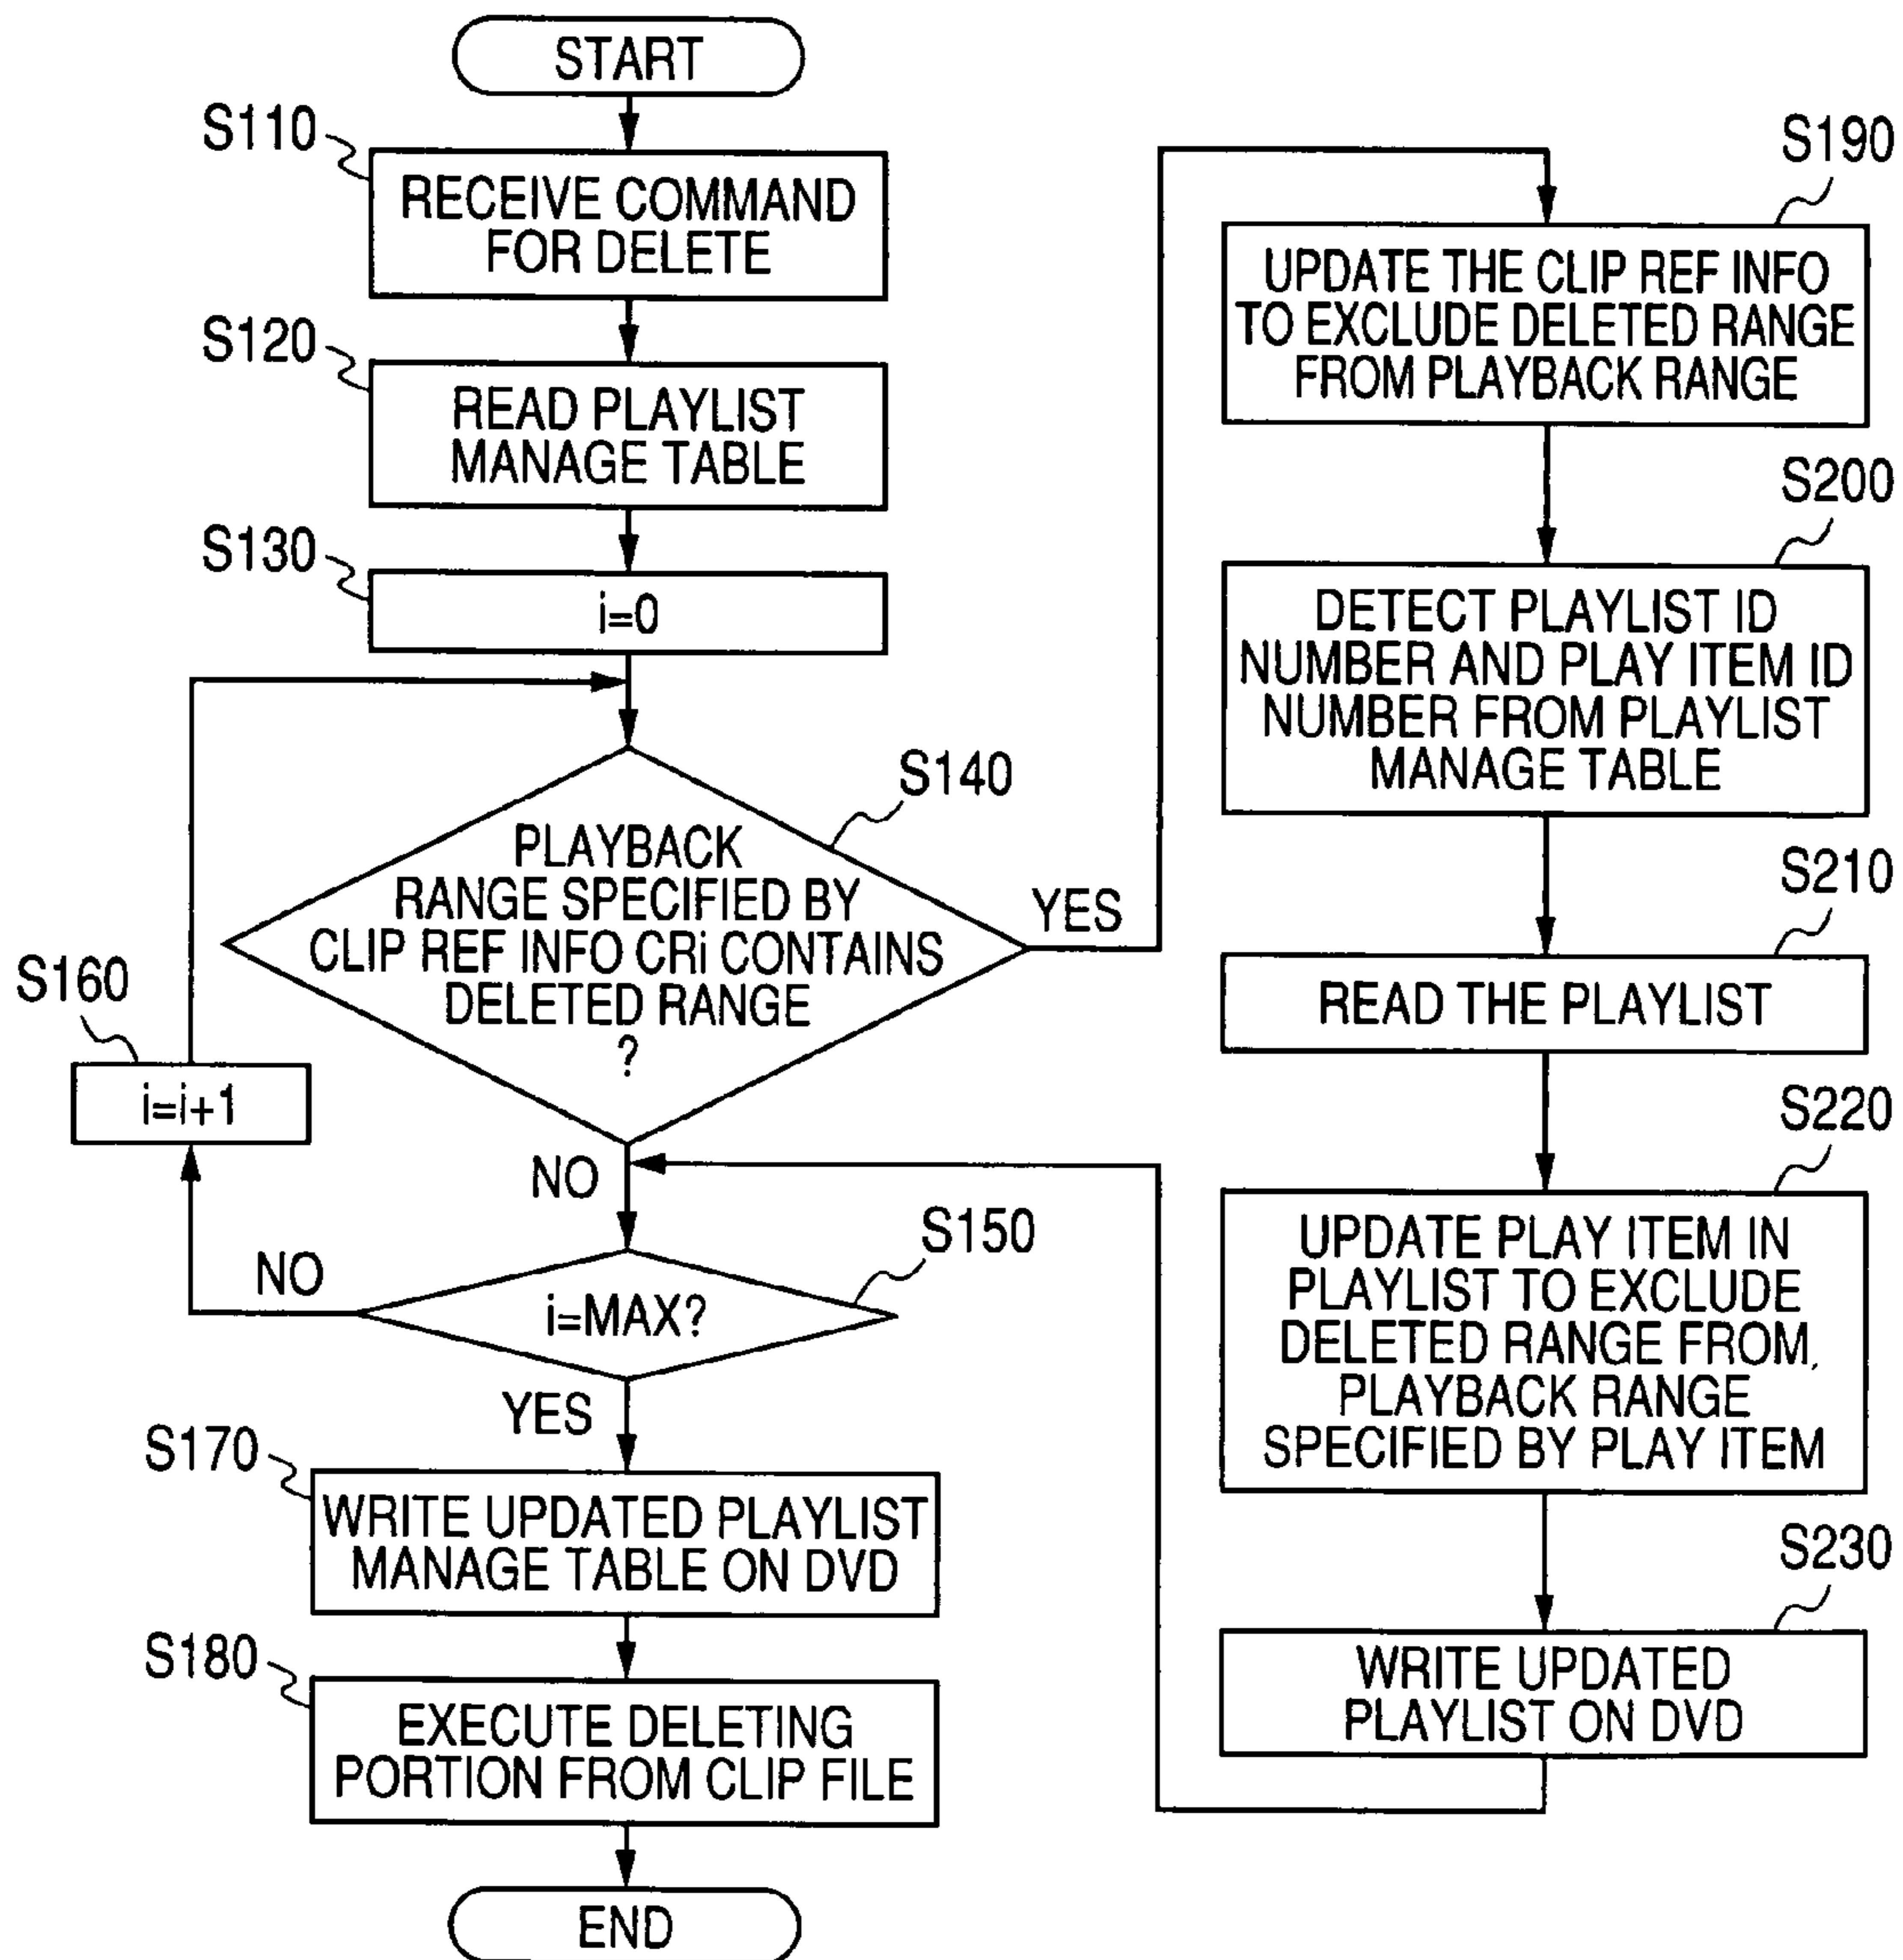 START
S110
RECEIVE COMMAND
FOR DELETE
S120
READ PLAYLIST
MANAGE TABLE
S130
i=0
S140
PLAYBACK
RANGE SPECIFIED BY
CLIP REF INFO CRi CONTAINS
DELETED RANGE
?
YES
NO
S160
i=i+1
S150
i=MAX?
NO
YES
S170
WRITE UPDATED PLAYLIST
MANAGE TABLE ON DVD
S180
EXECUTE DELETING
PORTION FROM CLIP FILE
END
S190
UPDATE THE CLIP REF INFO
TO EXCLUDE DELETED RANGE
FROM PLAYBACK RANGE
S200
DETECT PLAYLIST ID
NUMBER AND PLAY ITEM ID
NUMBER FROM PLAYLIST
MANAGE TABLE
S210
READ THE PLAYLIST
S220
UPDATE PLAY ITEM IN
PLAYLIST TO EXCLUDE
DELETED RANGE FROM,
PLAYBACK RANGE
SPECIFIED BY PLAY ITEM
S230
WRITE UPDATED
PLAYLIST ON DVD